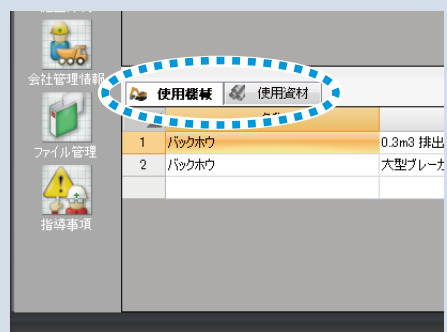 会社管理情報
ファイル管理
指導事項
使用機械 使用資材
1 バックホウ 0.3m3 排出
2 バックホウ 大型ブレーカ